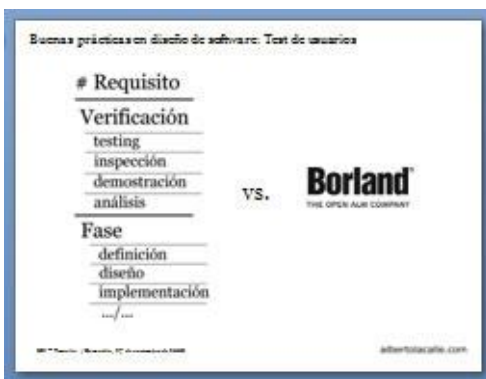 Buenas prácticas en diseño de software. Test de usuarios
# Requisito
Verificación
testing
inspección
demostración
análisis
vs.
Borland
THE OPEN ALM COMPANY
Fase
definición
diseño
implementación
.../...
albertolacalle.com